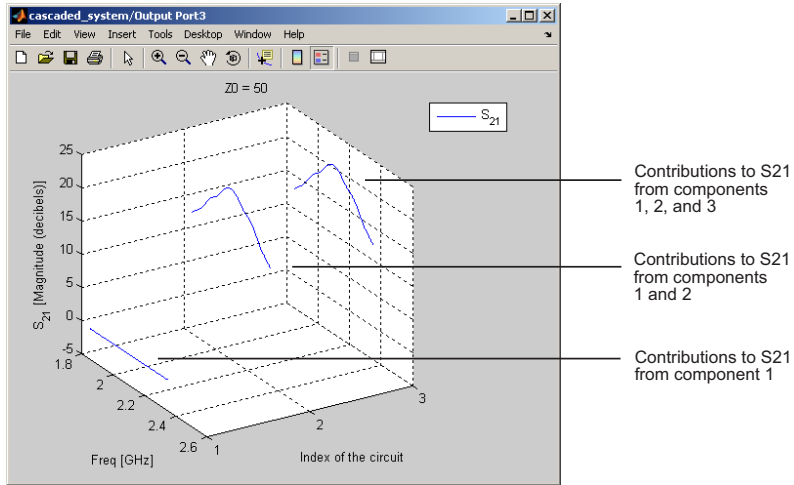 cascaded_system/Output Port3
File Edit View Insert Tools Desktop Window Help
Z0 = 50
S21
25
20
15
10
5
0
-5
S21 [Magnitude (decibels)]
1.8
2
2.2
2.4
2.6
Freq [GHz]
1
2
3
Index of the circuit
Contributions to S21
from components
1, 2, and 3
Contributions to S21
from components
1 and 2
Contributions to S21
from component 1